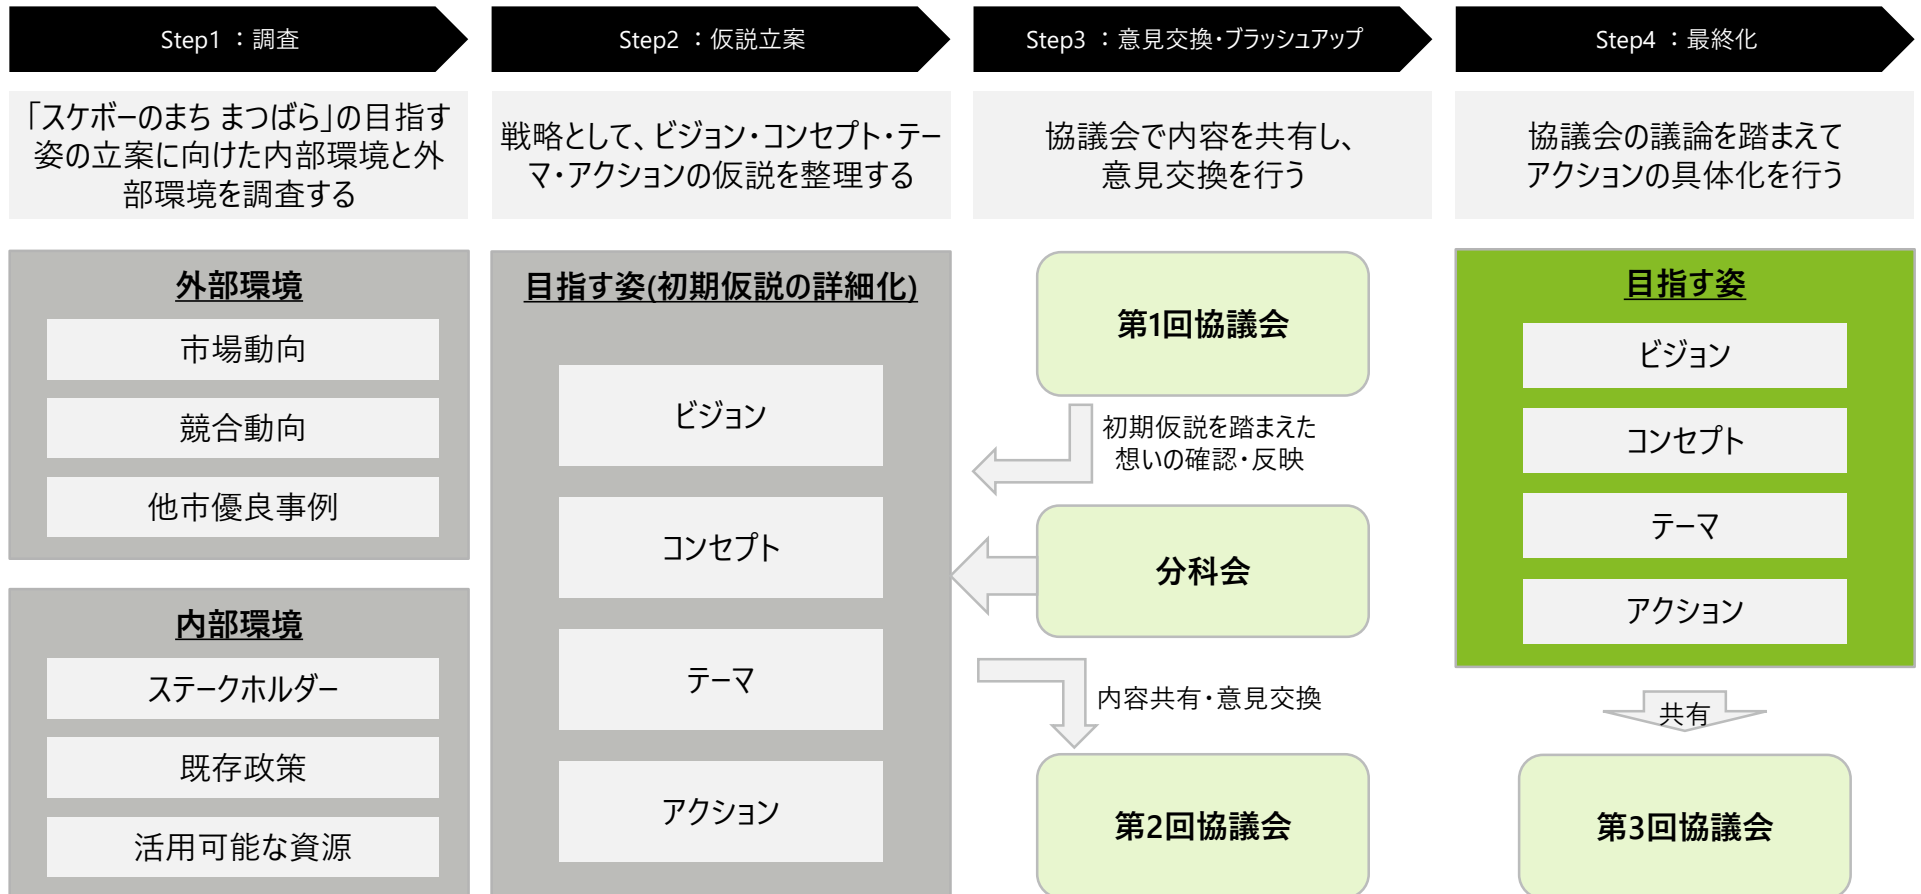 Step1 ：調査
Step2 ：仮説立案
Step3 ：意見交換・ブラッシュアップ
Step4 ：最終化
「スケボーのまち まつばら」の目指す
姿の立案に向けた内部環境と外
部環境を調査する
戦略として、ビジョン・コンセプト・テー
マ・アクションの仮説を整理する
協議会で内容を共有し、
意見交換を行う
協議会の議論を踏まえて
アクションの具体化を行う
外部環境
市場動向
競合動向
他市優良事例
内部環境
ステークホルダー
既存政策
活用可能な資源
目指す姿(初期仮説の詳細化)
ビジョン
コンセプト
テーマ
アクション
第1回協議会
初期仮説を踏まえた
想いの確認・反映
分科会
内容共有・意見交換
第2回協議会
目指す姿
ビジョン
コンセプト
テーマ
アクション
共有
第3回協議会